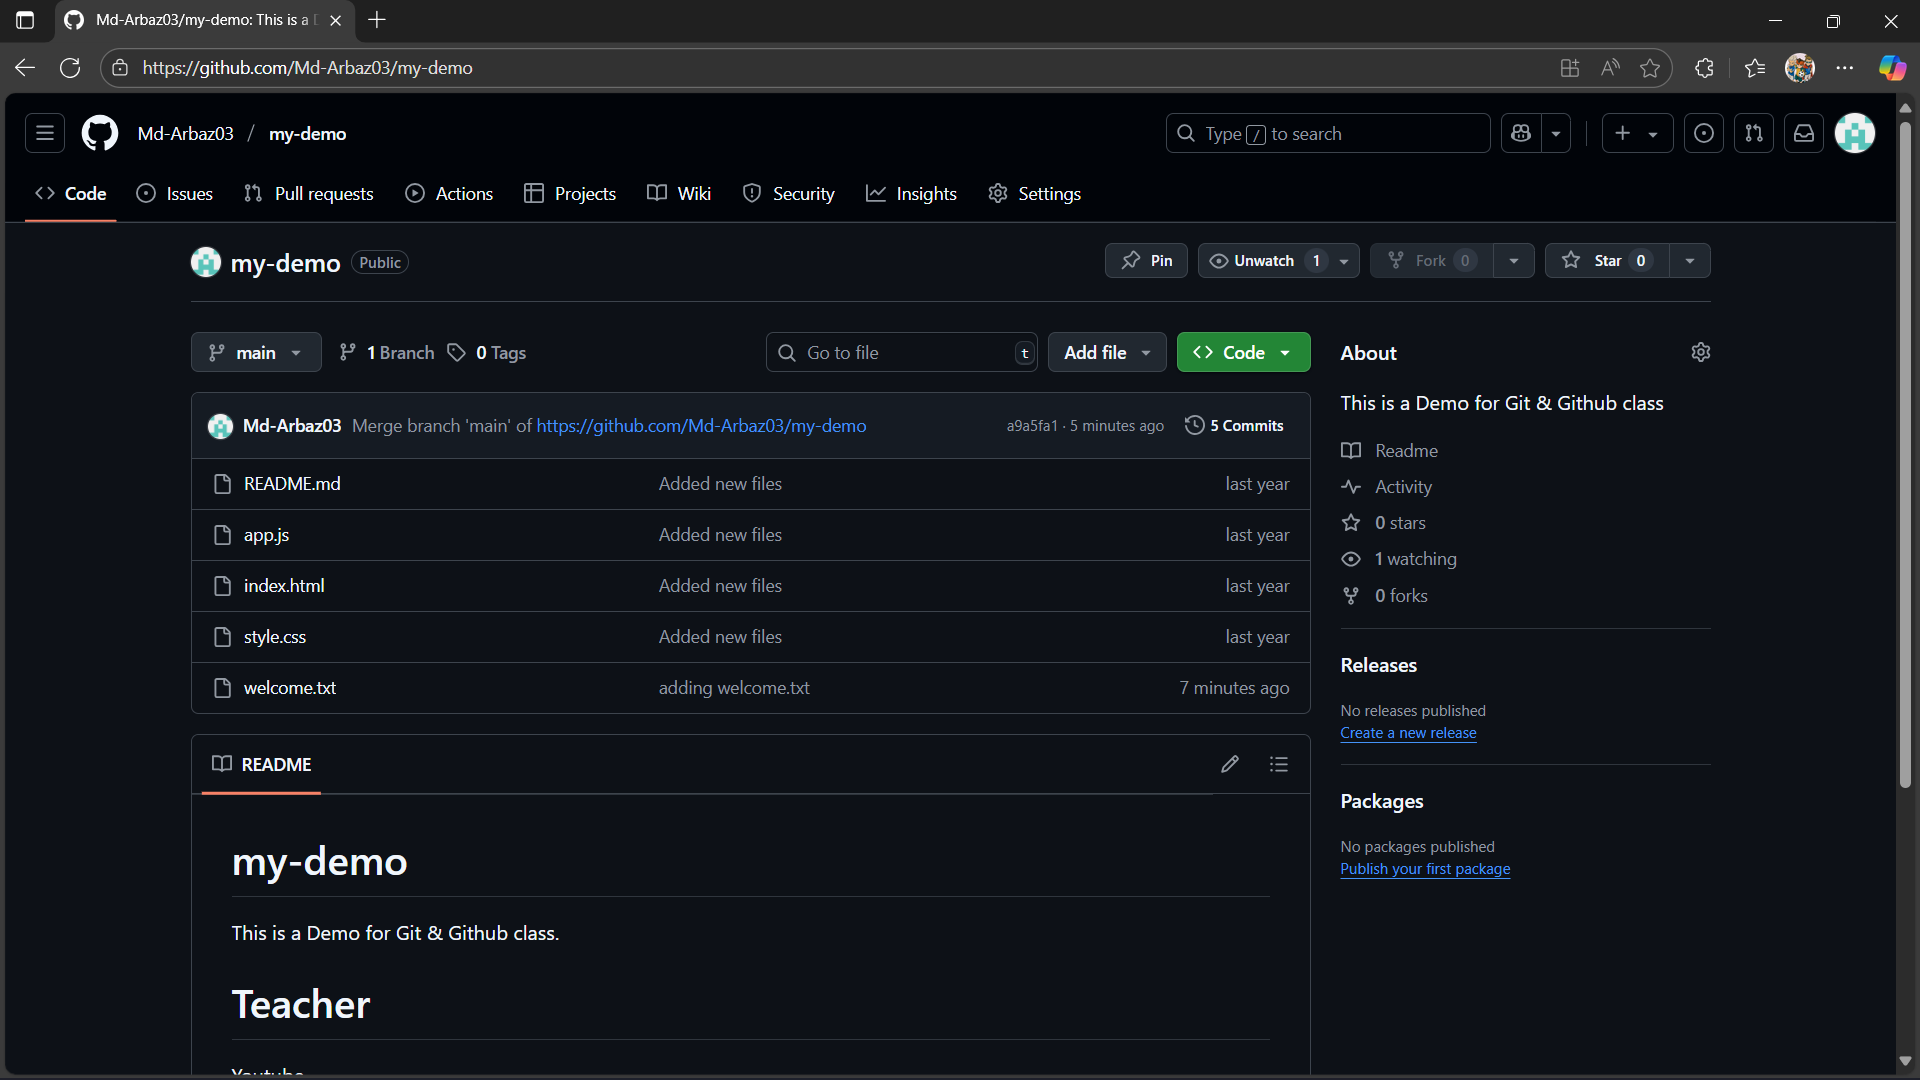 Md-Arbaz03/my-demo: This is a
https://github.com/Md-Arbaz03/my-demo
Md-Arbaz03 / my-demo
Type / to search
Code Issues Pull requests Actions Projects Wiki Security Insights Settings
my-demo Public
Pin Unwatch 1 Fork 0 Star 0
main 1 Branch 0 Tags
Go to file t Add file Code
Md-Arbaz03 Merge branch 'main' of https://github.com/Md-Arbaz03/my-demo a9a5fa1 · 5 minutes ago 5 Commits
README.md Added new files last year
app.js Added new files last year
index.html Added new files last year
style.css Added new files last year
welcome.txt adding welcome.txt 7 minutes ago
README
my-demo
This is a Demo for Git & Github class.
Teacher
About
This is a Demo for Git & Github class
Readme
Activity
0 stars
1 watching
0 forks
Releases
No releases published
Create a new release
Packages
No packages published
Publish your first package